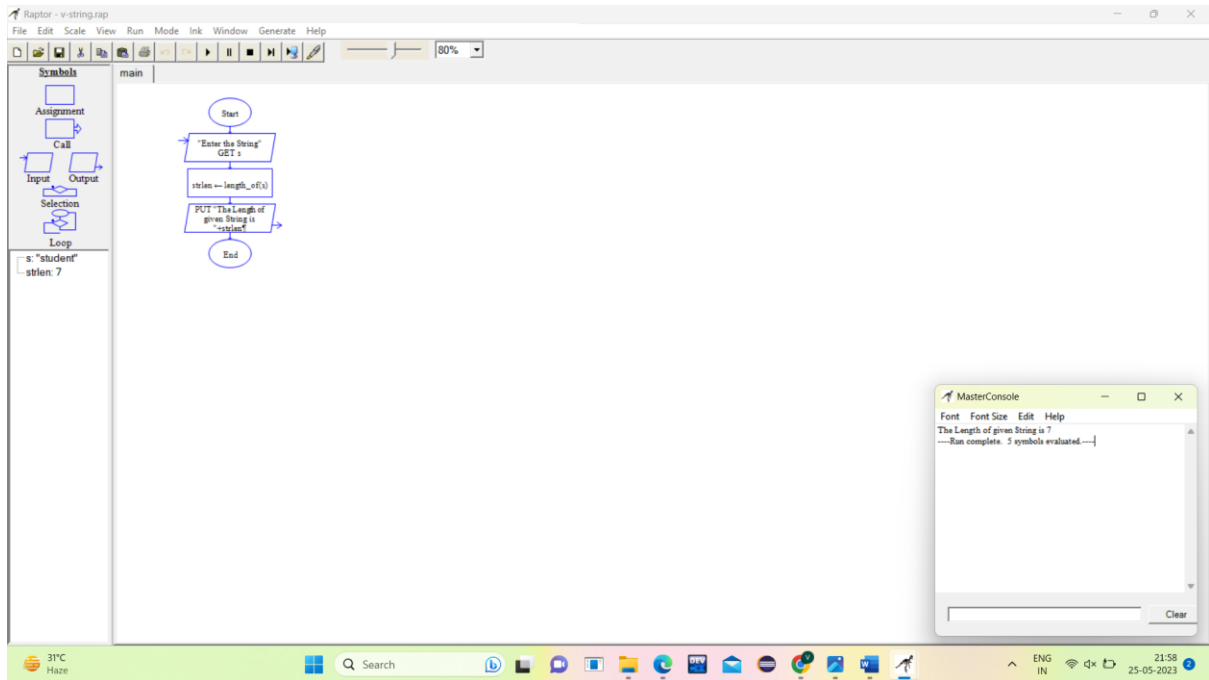 Raptor - v-string.rap
File Edit Scale View Run Mode Ink Window Generate Help
80%
Symbols
Assignment
Call
Input Output
Selection
Loop
s: "student"
strlen: 7
main
Start
"Enter the String"
GET s
strlen ← length_of(s)
PUT "The Length of
given String is
"+strlen¶
End
MasterConsole
Font Font Size Edit Help
The Length of given String is 7
----Run complete. 5 symbols evaluated.----
Clear
31°C
Haze
Search
DEV
ENG
IN
21:58
25-05-2023
2